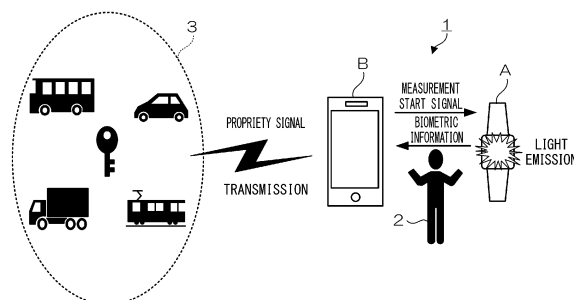 3
1
B
A
MEASUREMENT
START SIGNAL
BIOMETRIC
INFORMATION
PROPRIETY SIGNAL
TRANSMISSION
LIGHT
EMISSION
2